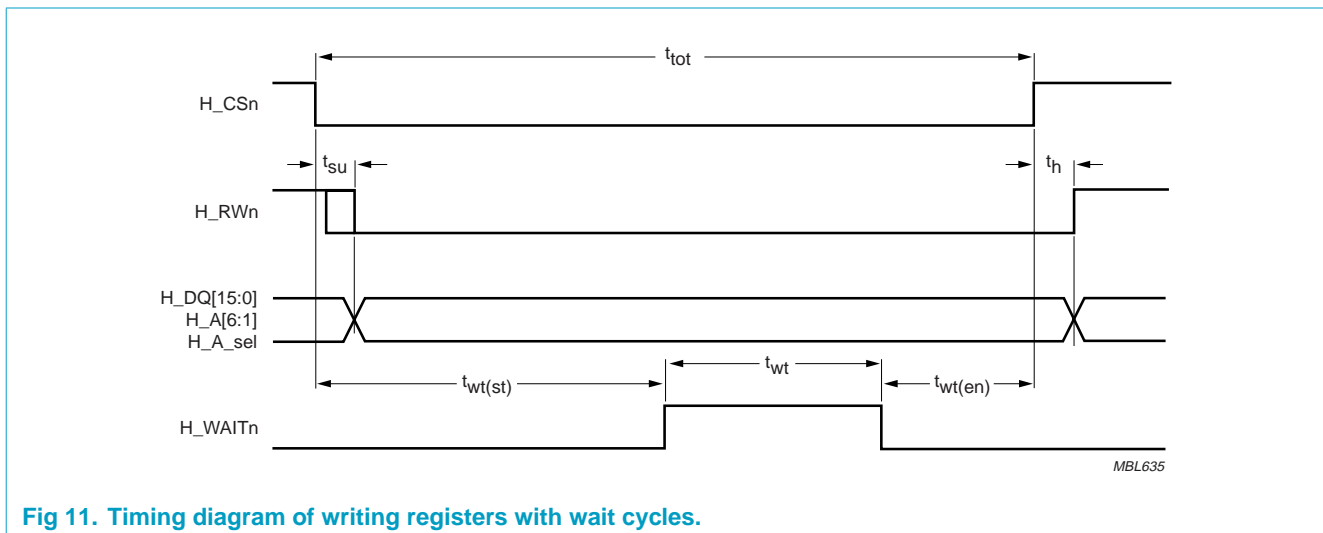 t_tot
H_CSn
t_su
t_h
H_RWn
H_DQ[15:0]
H_A[6:1]
H_A_sel
t_wt
t_wt(st)
t_wt(en)
H_WAITn
MBL635
Fig 11. Timing diagram of writing registers with wait cycles.